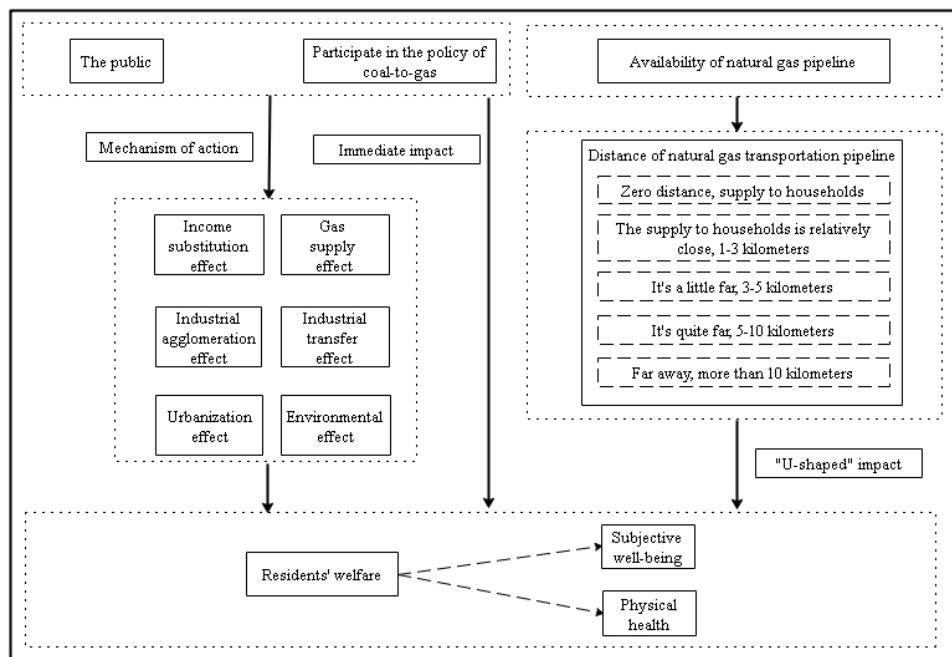 The public
Participate in the policy of
coal-to-gas
Availability of natural gas pipeline
Mechanism of action
Immediate impact
Distance of natural gas transportation pipeline
Zero distance, supply to households
The supply to households is relatively
close, 1-3 kilometers
It's a little far, 3-5 kilometers
It's quite far, 5-10 kilometers
Far away, more than 10 kilometers
Income
substitution
effect
Gas
supply
effect
Industrial
agglomeration
effect
Industrial
transfer
effect
Urbanization
effect
Environmental
effect
"U-shaped" impact
Residents' welfare
Subjective
well-being
Physical
health